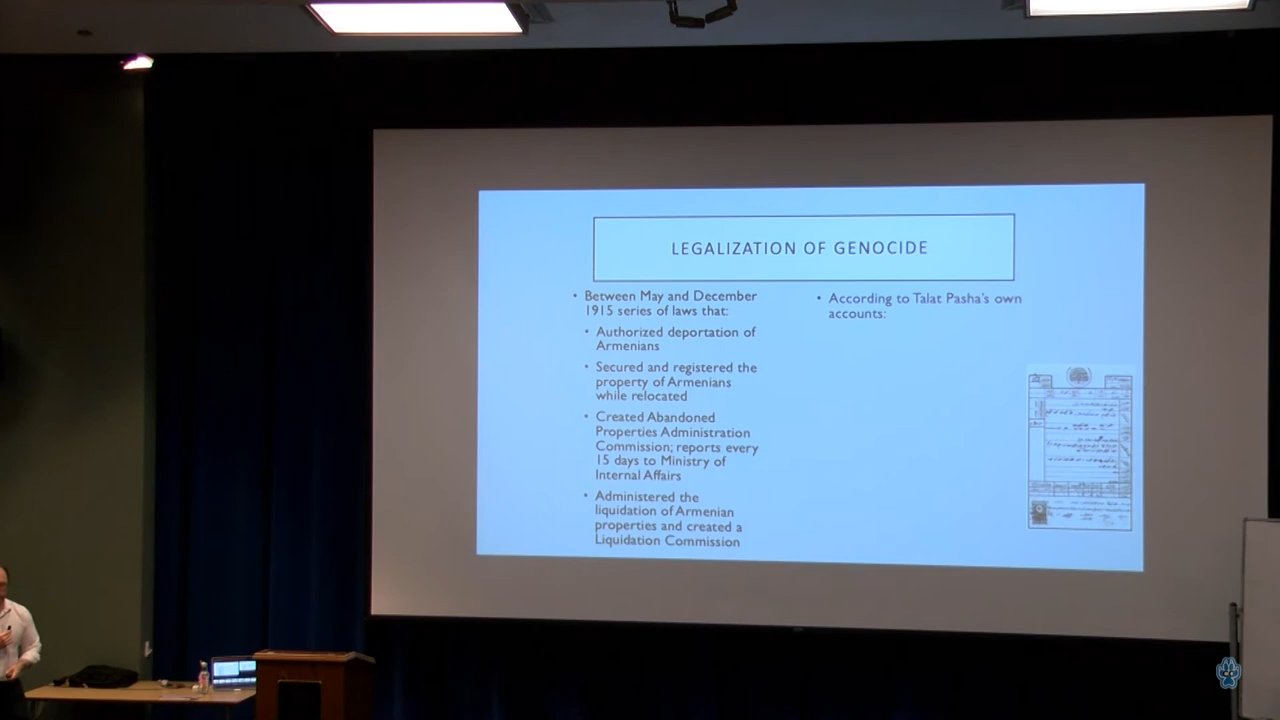 LEGALIZATION OF GENOCIDE
• Between May and December
1915 series of laws that:
• Authorized deportation of
Armenians
• Secured and registered the
property of Armenians
while relocated
• Created Abandoned
Properties Administration
Commission; reports every
15 days to Ministry of
Internal Affairs
• Administered the
liquidation of Armenian
properties and created a
Liquidation Commission
• According to Talat Pasha's own
accounts: